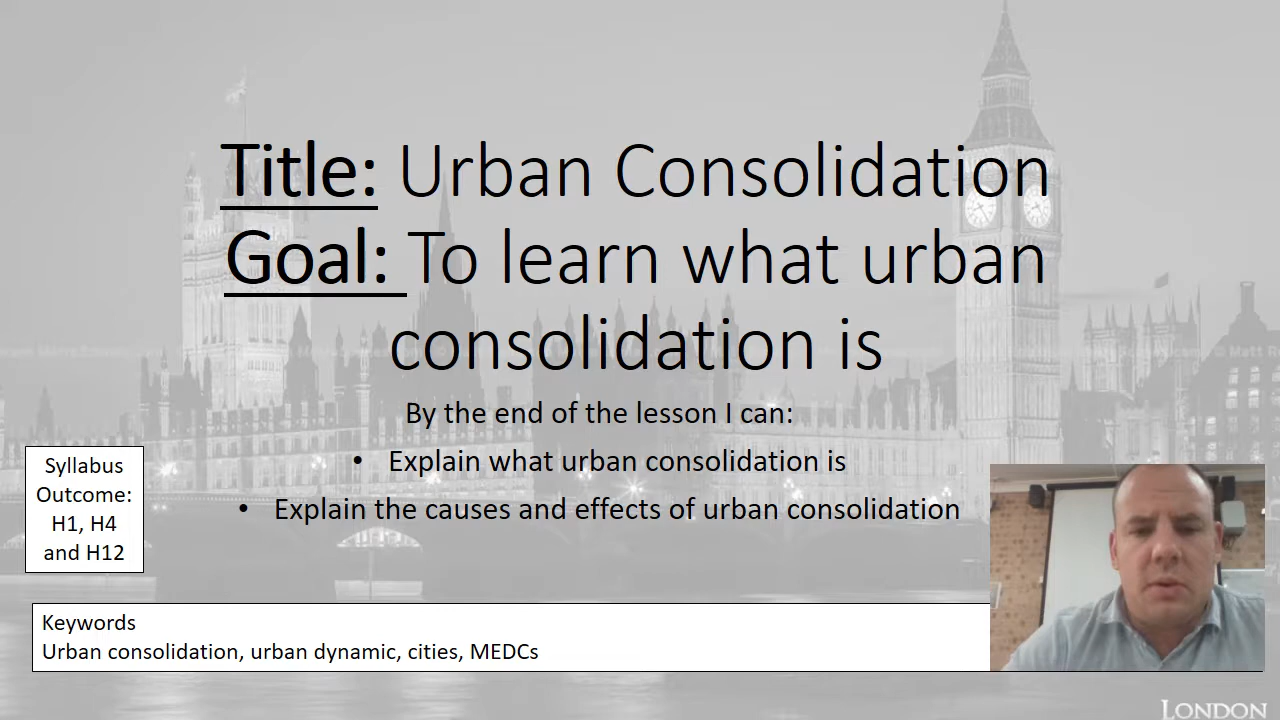 Title: Urban Consolidation
Goal: To learn what urban
consolidation is
By the end of the lesson I can:
• Explain what urban consolidation is
• Explain the causes and effects of urban consolidation
Syllabus
Outcome:
H1, H4
and H12
Keywords
Urban consolidation, urban dynamic, cities, MEDCs
LONDON